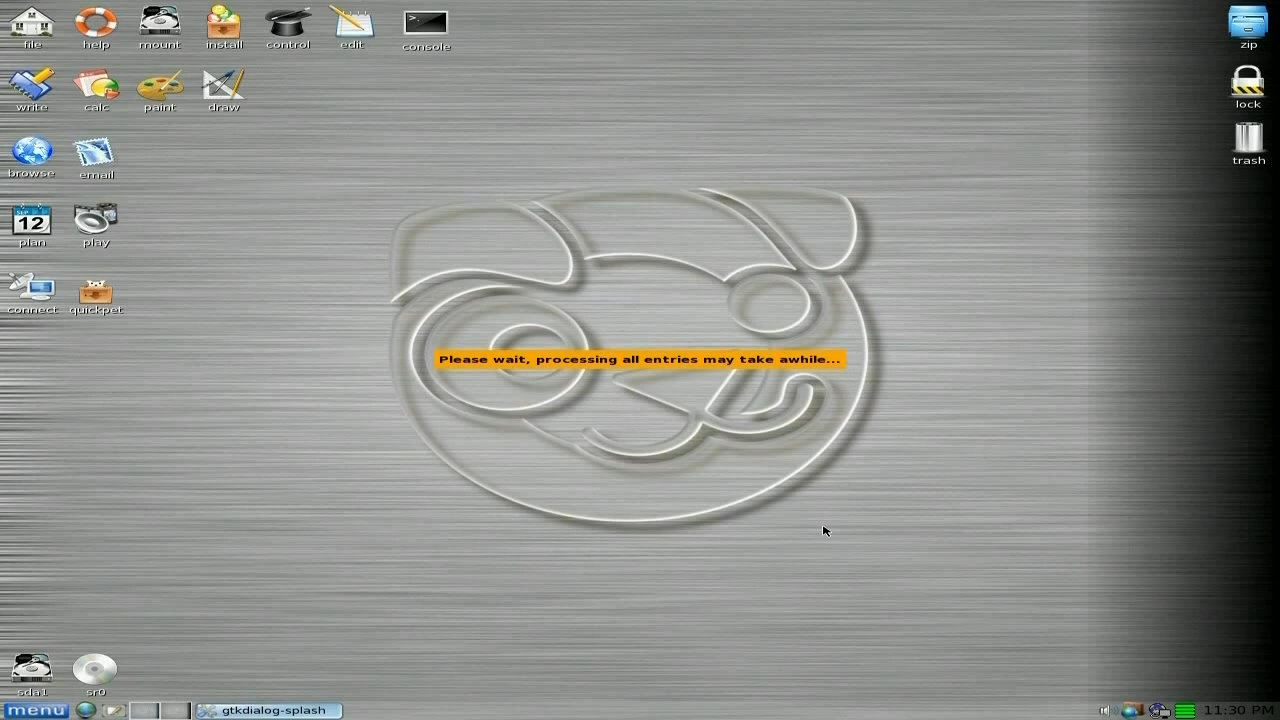 file help mount install control edit console
zip
write calc paint draw
lock
browse email
trash
SEP
12
plan play
connect quickpet
Please wait, processing all entries may take awhile...
sda1 sr0
menu gtkdialog-splash 11:30 PM